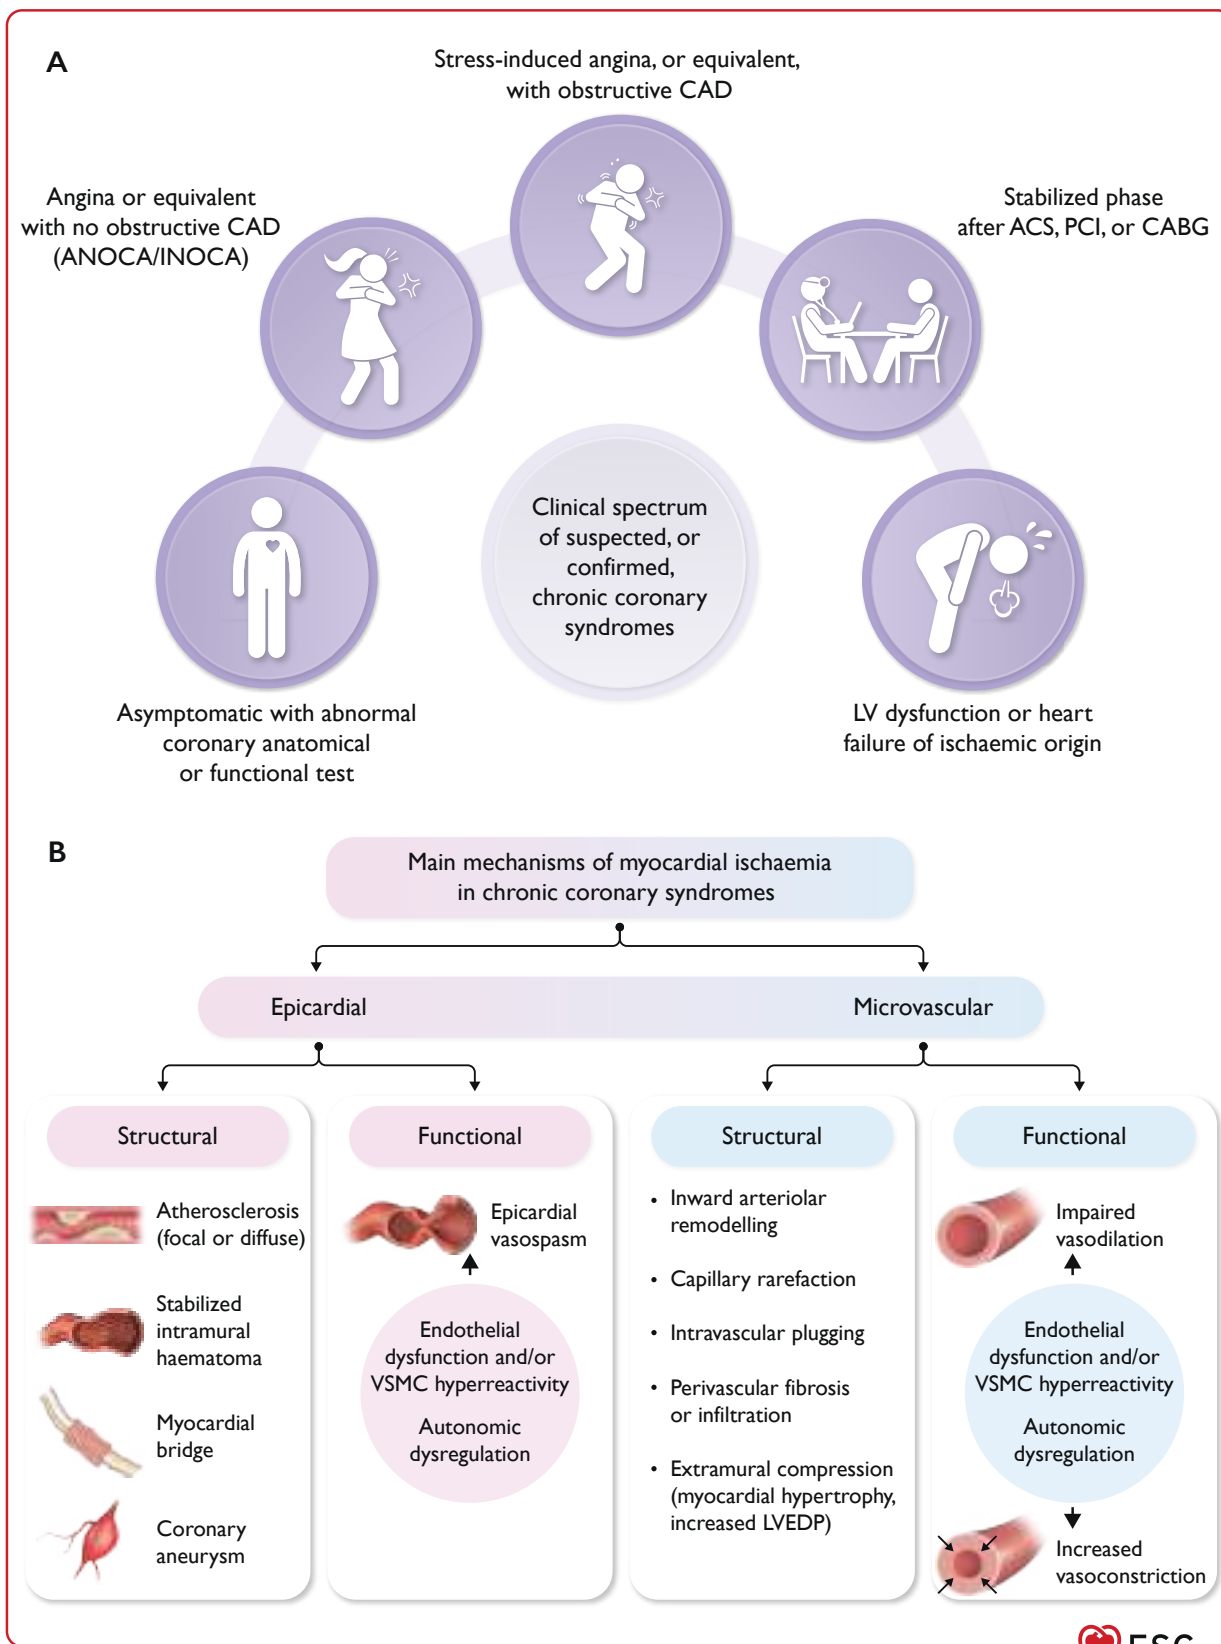 A
Stress-induced angina, or equivalent,
with obstructive CAD
Angina or equivalent
with no obstructive CAD
(ANOCA/INOCA)
Stabilized phase
after ACS, PCI, or CABG
Clinical spectrum
of suspected, or
confirmed,
chronic coronary
syndromes
Asymptomatic with abnormal
coronary anatomical
or functional test
LV dysfunction or heart
failure of ischaemic origin
B
Main mechanisms of myocardial ischaemia
in chronic coronary syndromes
Epicardial
Microvascular
Structural
Atherosclerosis
(focal or diffuse)
Stabilized
intramural
haematoma
Myocardial
bridge
Coronary
aneurysm
Functional
Epicardial
vasospasm
Endothelial
dysfunction and/or
VSMC hyperreactivity
Autonomic
dysregulation
Structural
• Inward arteriolar
remodelling
• Capillary rarefaction
• Intravascular plugging
• Perivascular fibrosis
or infiltration
• Extramural compression
(myocardial hypertrophy,
increased LVEDP)
Functional
Impaired
vasodilation
Endothelial
dysfunction and/or
VSMC hyperreactivity
Autonomic
dysregulation
Increased
vasoconstriction
ESC